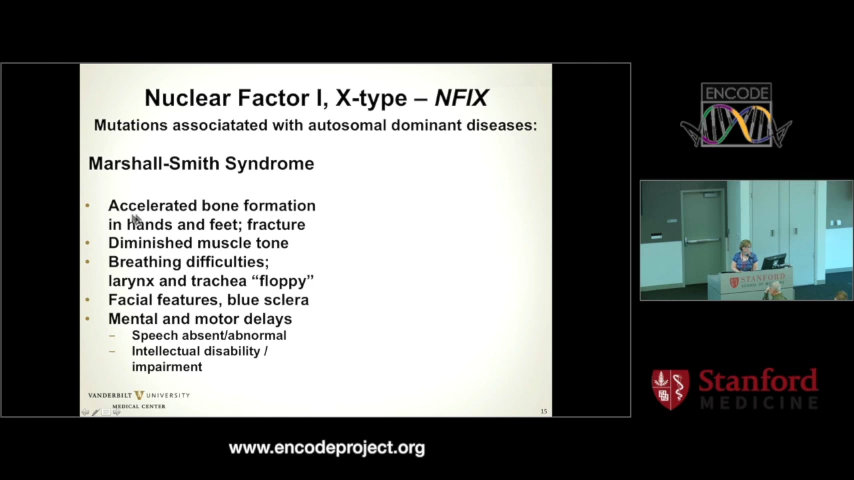 Nuclear Factor I, X-type – NFIX
Mutations associatated with autosomal dominant diseases:
Marshall-Smith Syndrome
• Accelerated bone formation
in hands and feet; fracture
• Diminished muscle tone
• Breathing difficulties;
larynx and trachea “floppy”
• Facial features, blue sclera
• Mental and motor delays
– Speech absent/abnormal
– Intellectual disability /
impairment
VANDERBILT V UNIVERSITY
MEDICAL CENTER
15
ENCODE
STANFORD
Stanford
MEDICINE
www.encodeproject.org